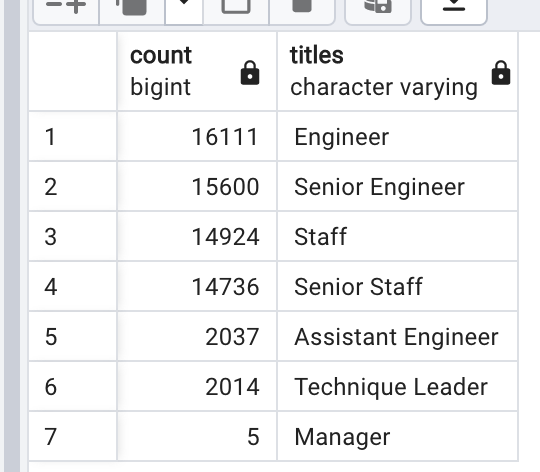 count titles
bigint character varying
1 16111 Engineer
2 15600 Senior Engineer
3 14924 Staff
4 14736 Senior Staff
5 2037 Assistant Engineer
6 2014 Technique Leader
7 5 Manager